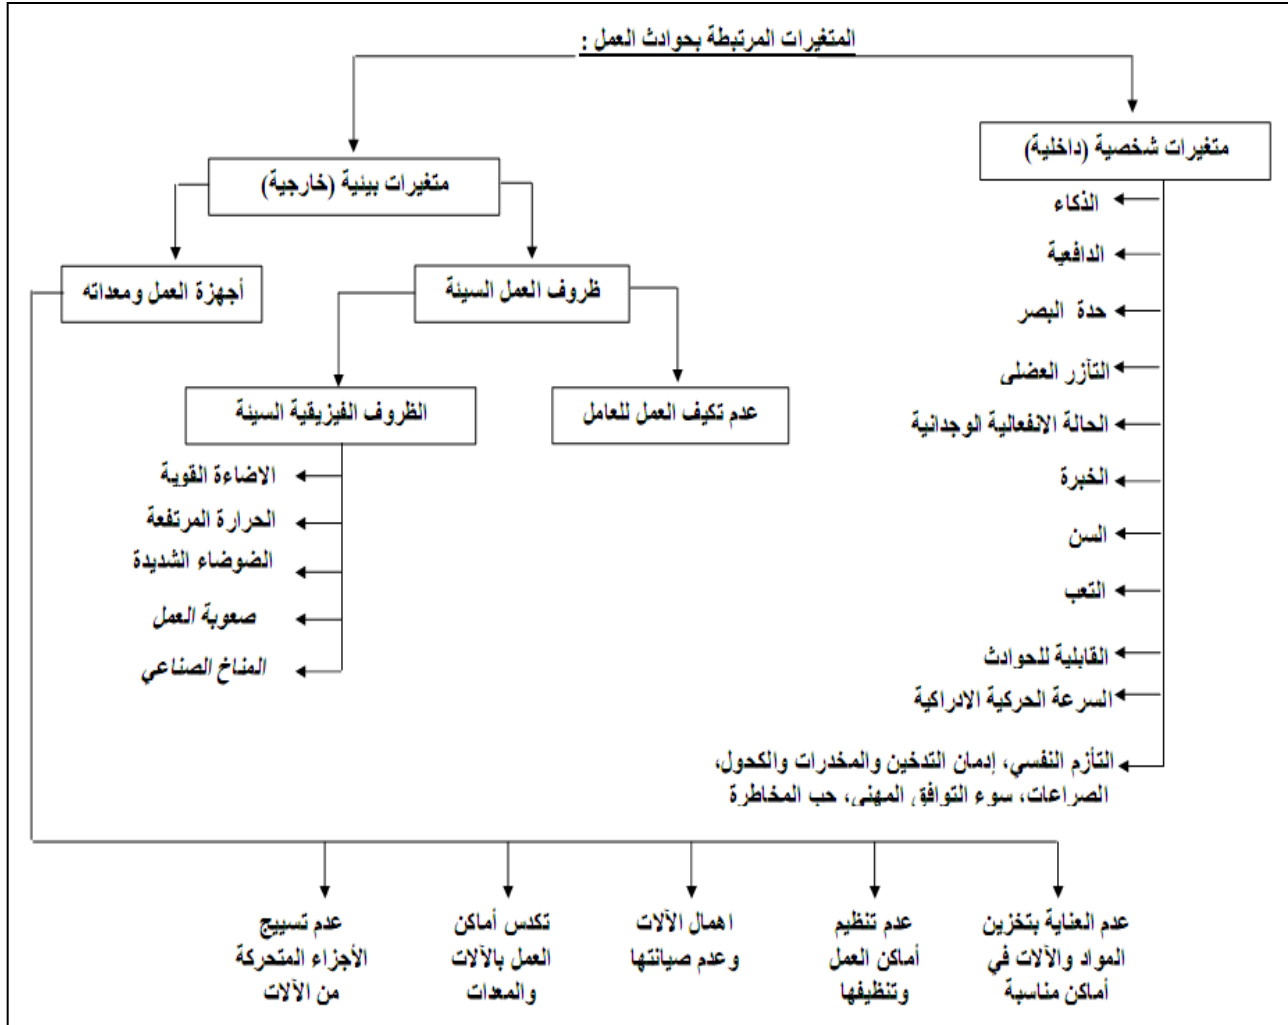 المتغيرات المرتبطة بحوادث العمل :
متغيرات شخصية (داخلية)
الذكاء
الدافعية
حدة البصر
التآزر العضلى
الحالة الانفعالية الوجدانية
الخبرة
السن
التعب
القابلية للحوادث
السرعة الحركية الادراكية
التأزم النفسي، إدمان التدخين والمخدرات والكحول،
الصراعات، سوء التوافق المهنى، حب المخاطرة
متغيرات بيئية (خارجية)
ظروف العمل السيئة
أجهزة العمل ومعداته
عدم تكيف العمل للعامل
الظروف الفيزيقية السيئة
الاضاءة القوية
الحرارة المرتفعة
الضوضاء الشديدة
صعوبة العمل
المناخ الصناعي
عدم العناية بتخزين
المواد والآلات في
أماكن مناسبة
عدم تنظيم
أماكن العمل
وتنظيفها
اهمال الآلات
وعدم صيانتها
تكدس أماكن
العمل بالآلات
والمعدات
عدم تسييج
الأجزاء المتحركة
من الآلات